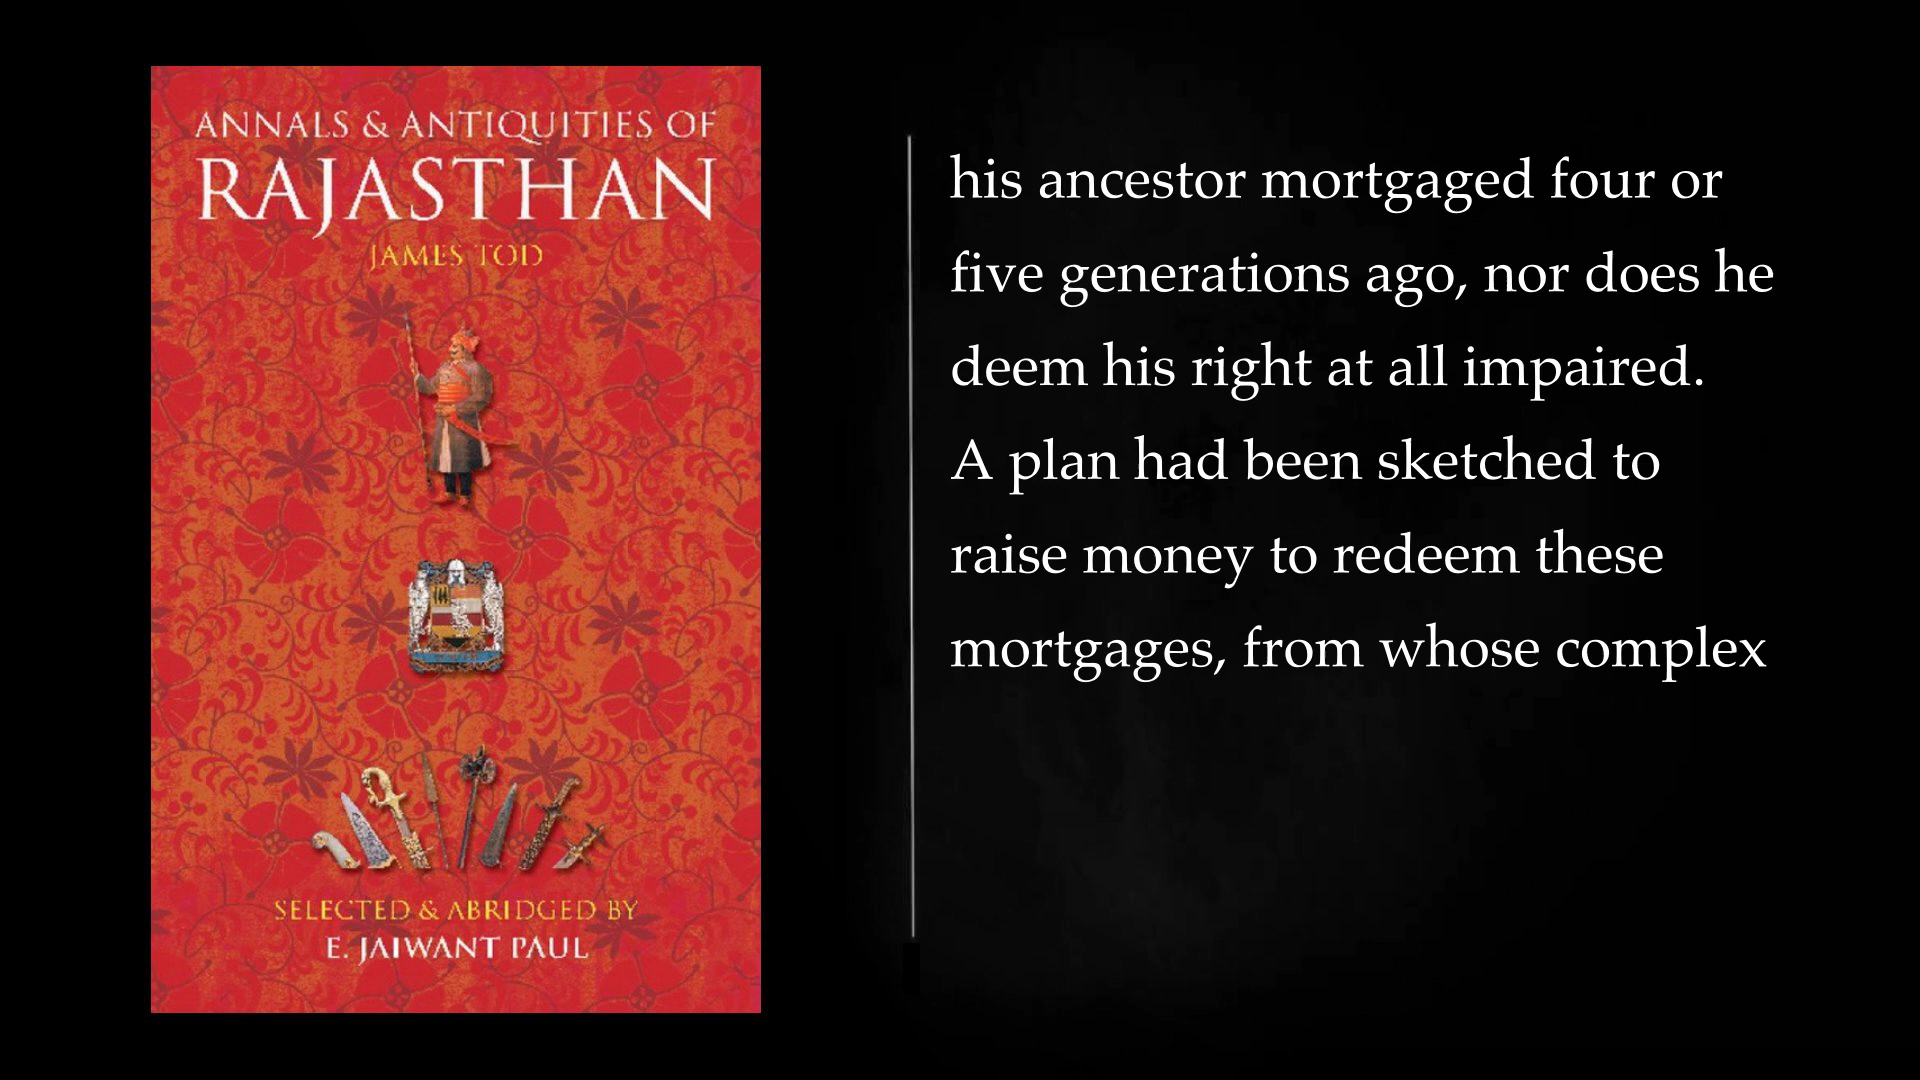 ANNALS & ANTIQUITIES OF
RAJASTHAN
JAMES TOD
SELECTED & ABRIDGED BY
E. JAIWANT PAUL
his ancestor mortgaged four or
five generations ago, nor does he
deem his right at all impaired.
A plan had been sketched to
raise money to redeem these
mortgages, from whose complex